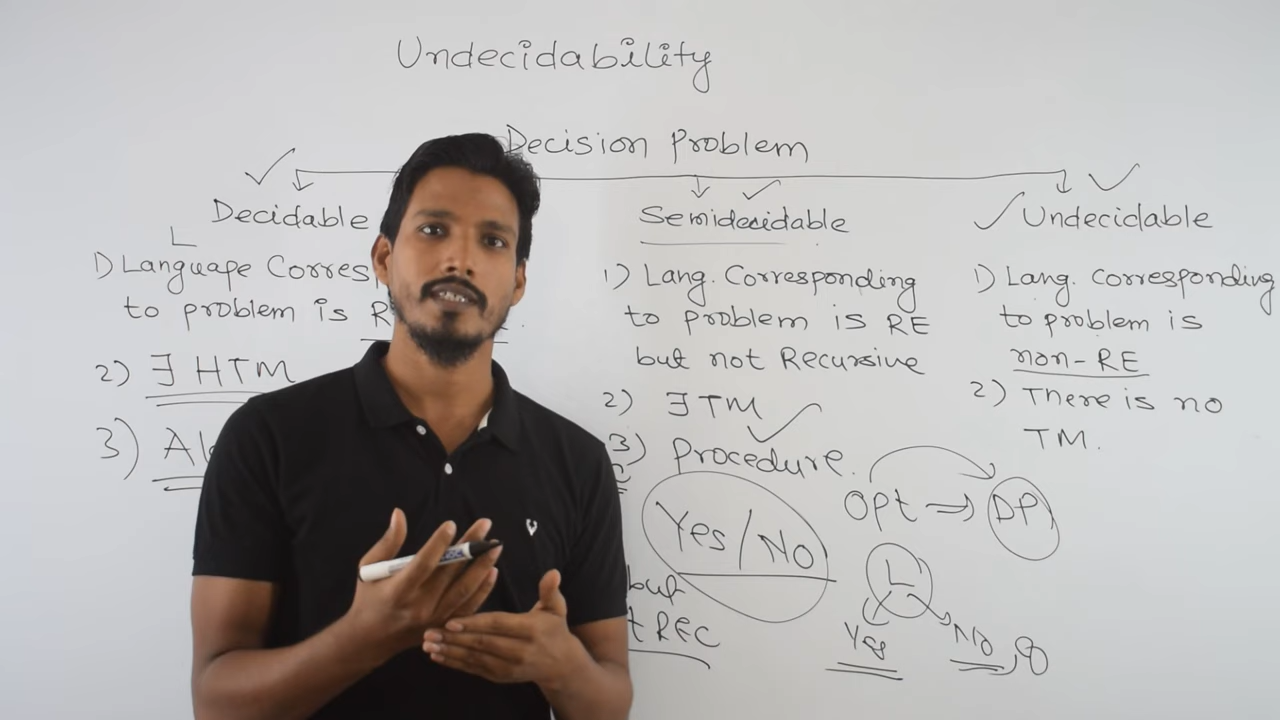 Undecidability
Decision Problem
Decidable
L
1) Language Corres
to problem is R
2) ∃ HTM
3) Al
Semidecidable
1) Lang. Corresponding
to problem is RE
but not Recursive
2) ∃ TM
3) Procedure.
Yes/No
but
t REC
Undecidable
1) Lang. corresponding
to problem is
non-RE
2) There is no
TM.
Opt → DP
L
Yes No